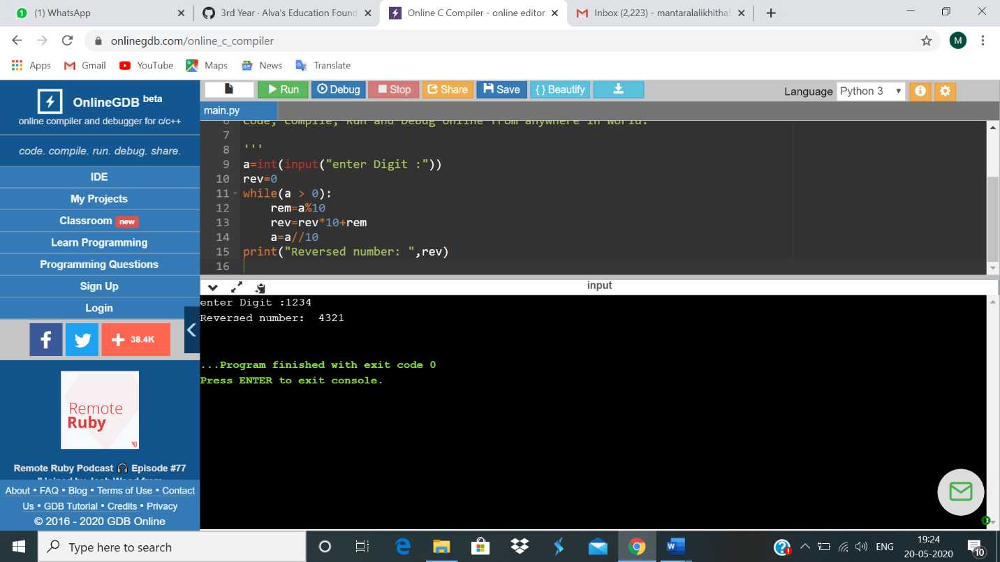 (1) WhatsApp
3rd Year · Alva's Education Found
Online C Compiler - online editor
Inbox (2,223) - mantaralalikhitha
onlinegdb.com/online_c_compiler
M
Apps Gmail YouTube Maps News Translate
OnlineGDB beta
online compiler and debugger for c/c++
code. compile. run. debug. share.
IDE
My Projects
Classroom new
Learn Programming
Programming Questions
Sign Up
Login
38.4K
Remote
Ruby
Remote Ruby Podcast 🎧 Episode #77
About • FAQ • Blog • Terms of Use • Contact
Us • GDB Tutorial • Credits • Privacy
© 2016 - 2020 GDB Online
Run Debug Stop Share Save { } Beautify
Language Python 3
main.py
6 Code, Compile, Run and Debug online from anywhere in world.
7
8 '''
9 a=int(input("enter Digit :"))
10 rev=0
11 while(a > 0):
12     rem=a%10
13     rev=rev*10+rem
14     a=a//10
15 print("Reversed number: ",rev)
16
input
enter Digit :1234
Reversed number:  4321
...Program finished with exit code 0
Press ENTER to exit console.
Type here to search
ENG
19:24
20-05-2020
10